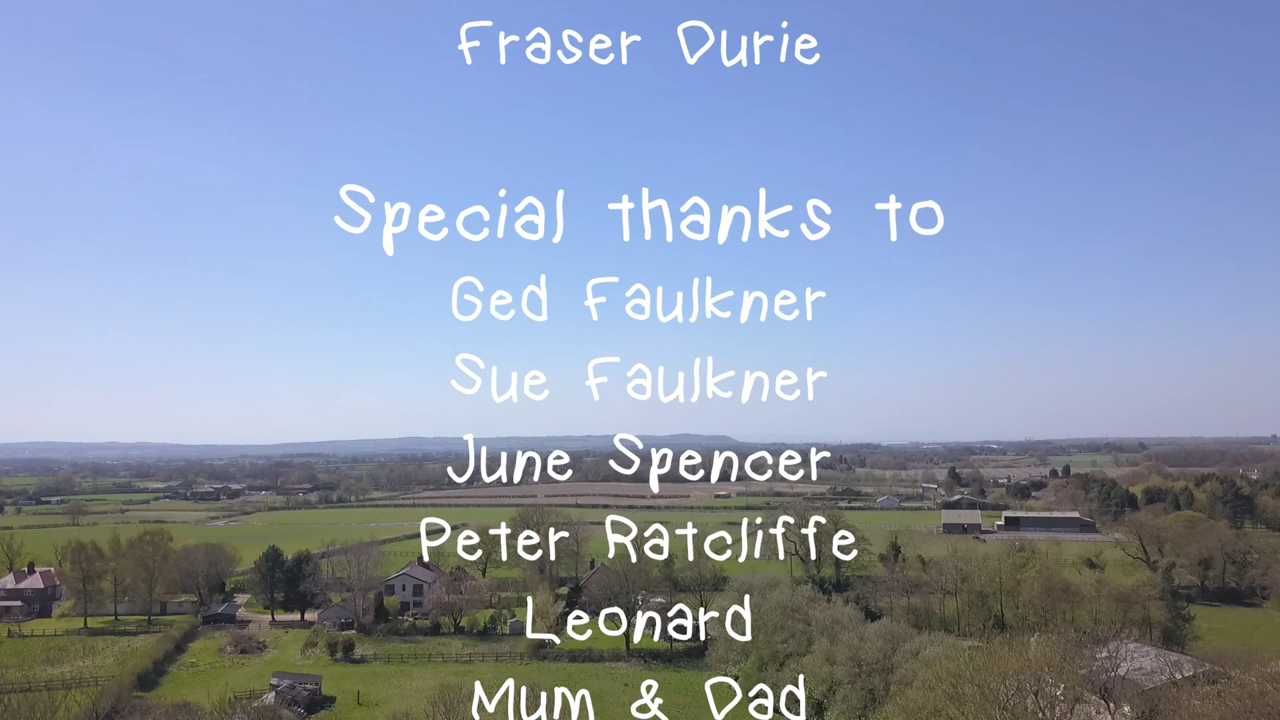 Fraser Durie
Special thanks to
Ged Faulkner
Sue Faulkner
June Spencer
Peter Ratcliffe
Leonard
Mum & Dad